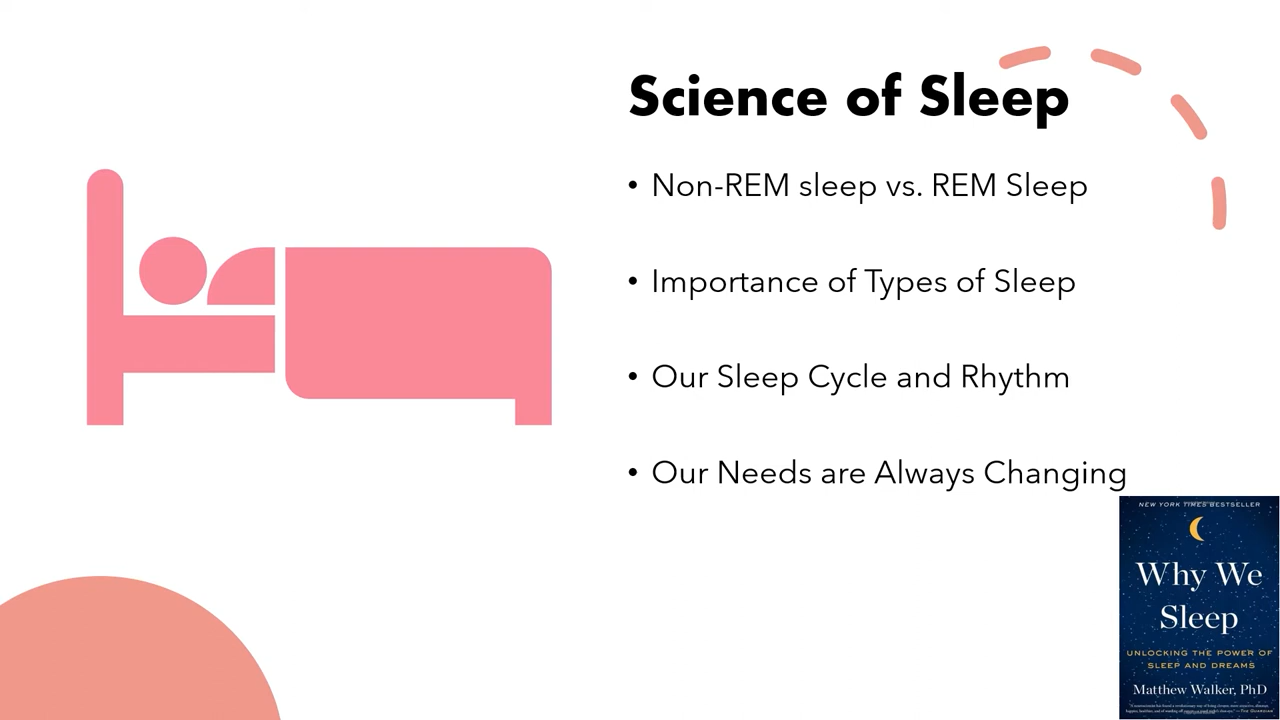 Science of Sleep
• Non-REM sleep vs. REM Sleep
• Importance of Types of Sleep
• Our Sleep Cycle and Rhythm
• Our Needs are Always Changing
NEW YORK TIMES BESTSELLER
Why We
Sleep
UNLOCKING THE POWER OF
SLEEP AND DREAMS
Matthew Walker, PhD